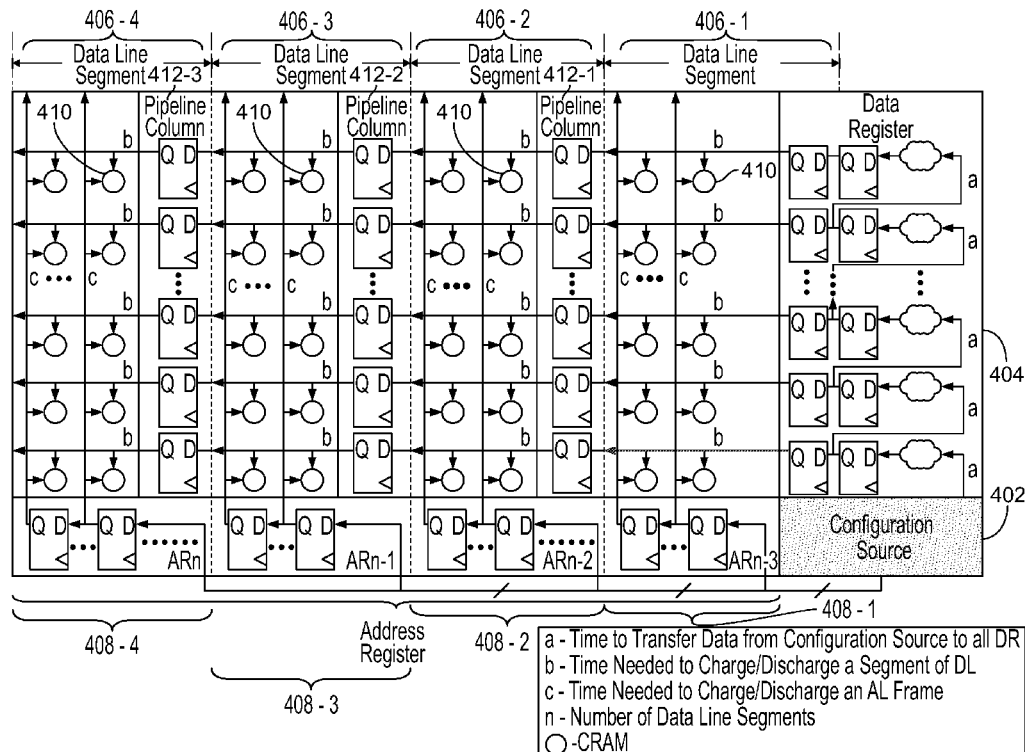 406 - 4
406 - 3
406 - 2
406 - 1
Data Line Segment
Data Line Segment
Data Line Segment
Data Line Segment
412-3
412-2
412-1
Pipeline Column
Pipeline Column
Pipeline Column
Data Register
410
410
410
410
b
b
b
Q D
Q D
Q D
Q D
Q D
a
b
b
b
Q D
Q D
Q D
Q D
Q D
a
c
c
c
c
c
c
c
b
b
b
Q D
Q D
Q D
Q D
Q D
a
404
b
b
b
Q D
Q D
Q D
Q D
Q D
a
b
b
b
Q D
Q D
Q D
Q D
Q D
a
402
Configuration Source
Q D
Q D
Q D
Q D
Q D
Q D
Q D
Q D
ARn
ARn-1
ARn-2
ARn-3
408 - 4
Address Register
408 - 2
408 - 1
408 - 3
a - Time to Transfer Data from Configuration Source to all DR
b - Time Needed to Charge/Discharge a Segment of DL
c - Time Needed to Charge/Discharge an AL Frame
n - Number of Data Line Segments
-CRAM